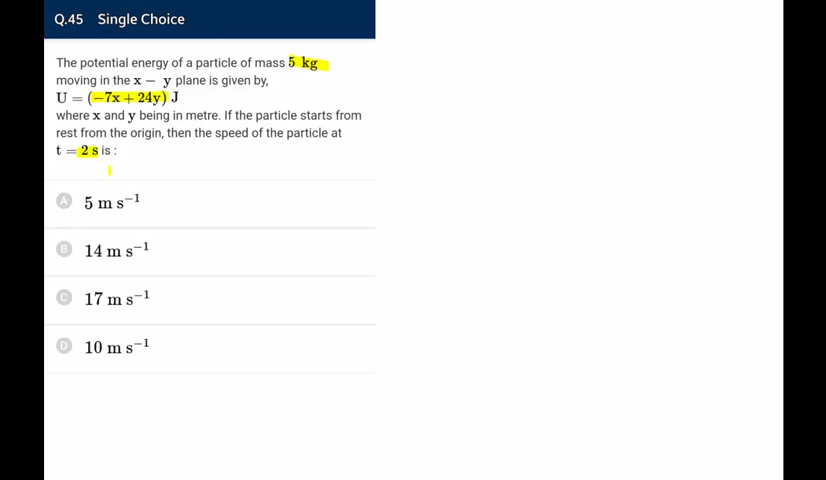 Q.45 Single Choice
The potential energy of a particle of mass 5 kg
moving in the x − y plane is given by,
U = (−7x + 24y) J
where x and y being in metre. If the particle starts from
rest from the origin, then the speed of the particle at
t = 2 s is :
A 5 m s⁻¹
B 14 m s⁻¹
C 17 m s⁻¹
D 10 m s⁻¹